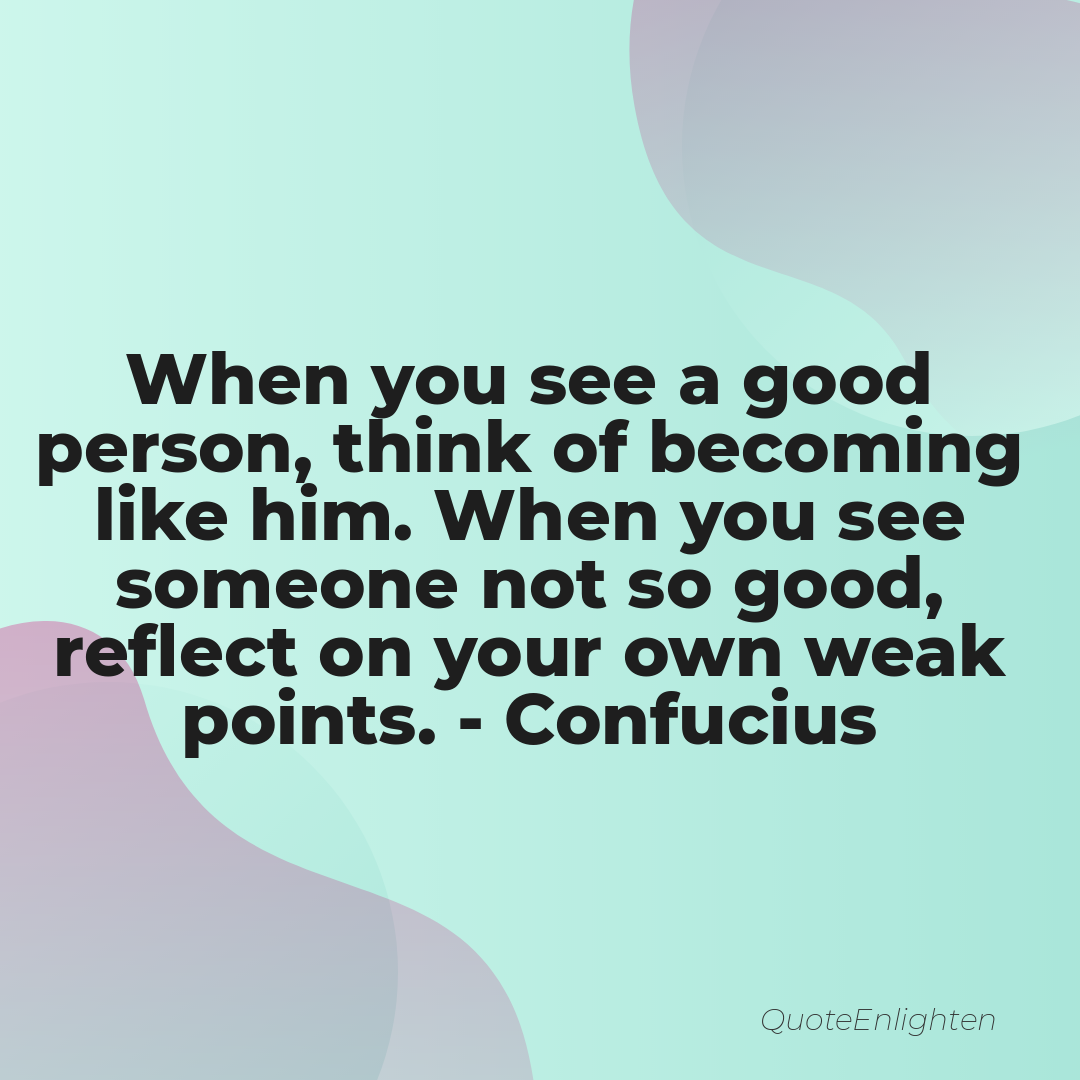 When you see a good
person, think of becoming
like him. When you see
someone not so good,
reflect on your own weak
points. - Confucius
QuoteEnlighten